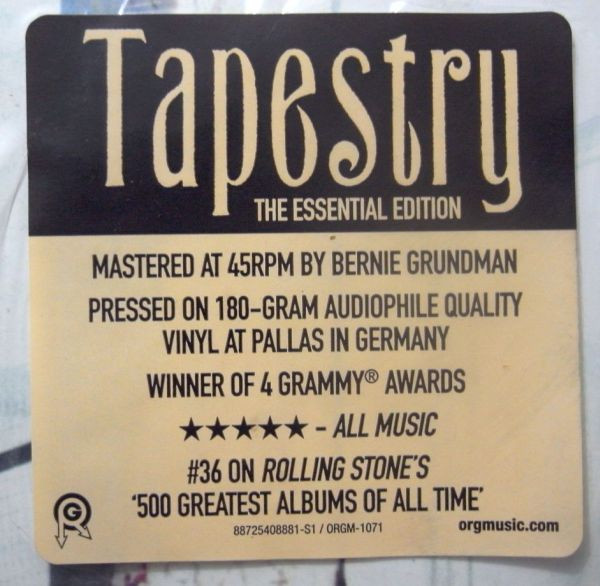 Tapestry
THE ESSENTIAL EDITION
MASTERED AT 45RPM BY BERNIE GRUNDMAN
PRESSED ON 180-GRAM AUDIOPHILE QUALITY
VINYL AT PALLAS IN GERMANY
WINNER OF 4 GRAMMY® AWARDS
★★★★★ – ALL MUSIC
#36 ON ROLLING STONE'S
'500 GREATEST ALBUMS OF ALL TIME'
88725408881-S1 / ORGM-1071
orgmusic.com